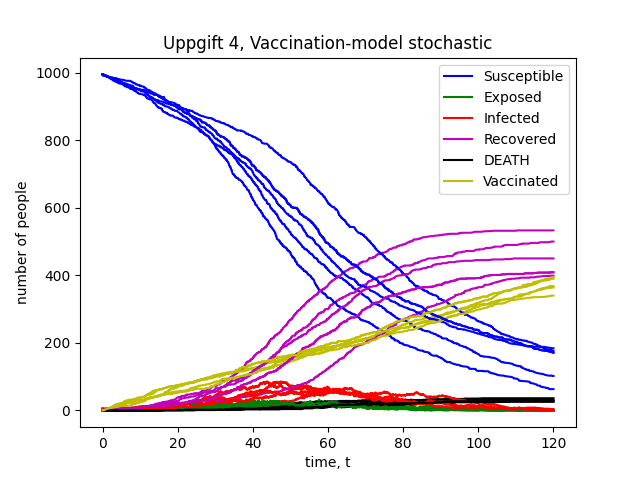 Uppgift 4, Vaccination-model stochastic
1000
800
600
400
200
0
number of people
Susceptible
Exposed
Infected
Recovered
DEATH
Vaccinated
0 20 40 60 80 100 120
time, t